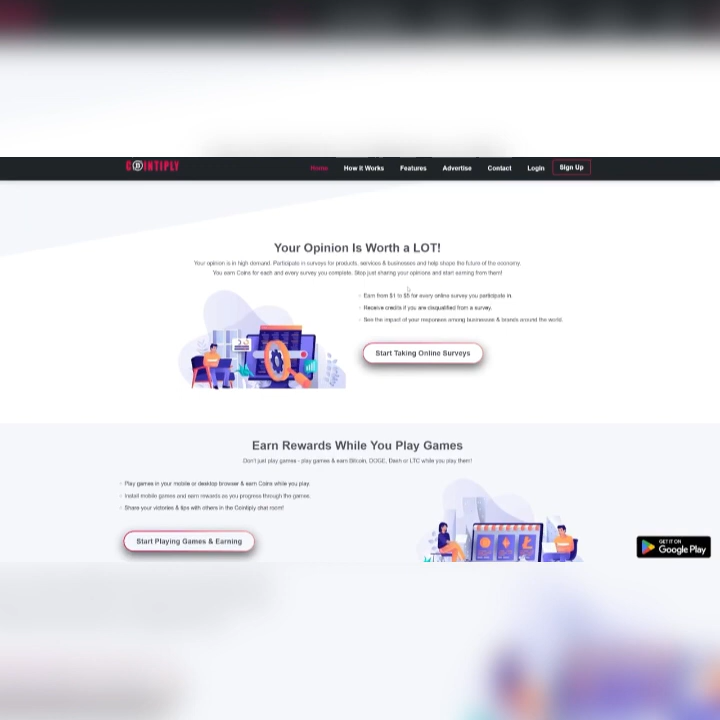 COINTIPLY
Home How It Works Features Advertise Contact Login Sign Up
Your Opinion Is Worth a LOT!
Your opinion is in high demand. Participate in surveys for products, services & businesses and help shape the future of the economy.
You earn Coins for each and every survey you complete. Stop just sharing your opinions and start earning from them!
Earn from $1 to $5 for every online survey you participate in
Receive credits if you are disqualified from a survey.
See the impact of your responses among businesses & brands around the world.
Start Taking Online Surveys
Earn Rewards While You Play Games
Don't just play games - play games & earn Bitcoin, DOGE, Dash or LTC while you play them!
Play games in your mobile or desktop browser & earn Coins while you play.
Install mobile games and earn rewards as you progress through the games.
Share your victories & tips with others in the Cointiply chat room!
Start Playing Games & Earning
GET IT ON
Google Play